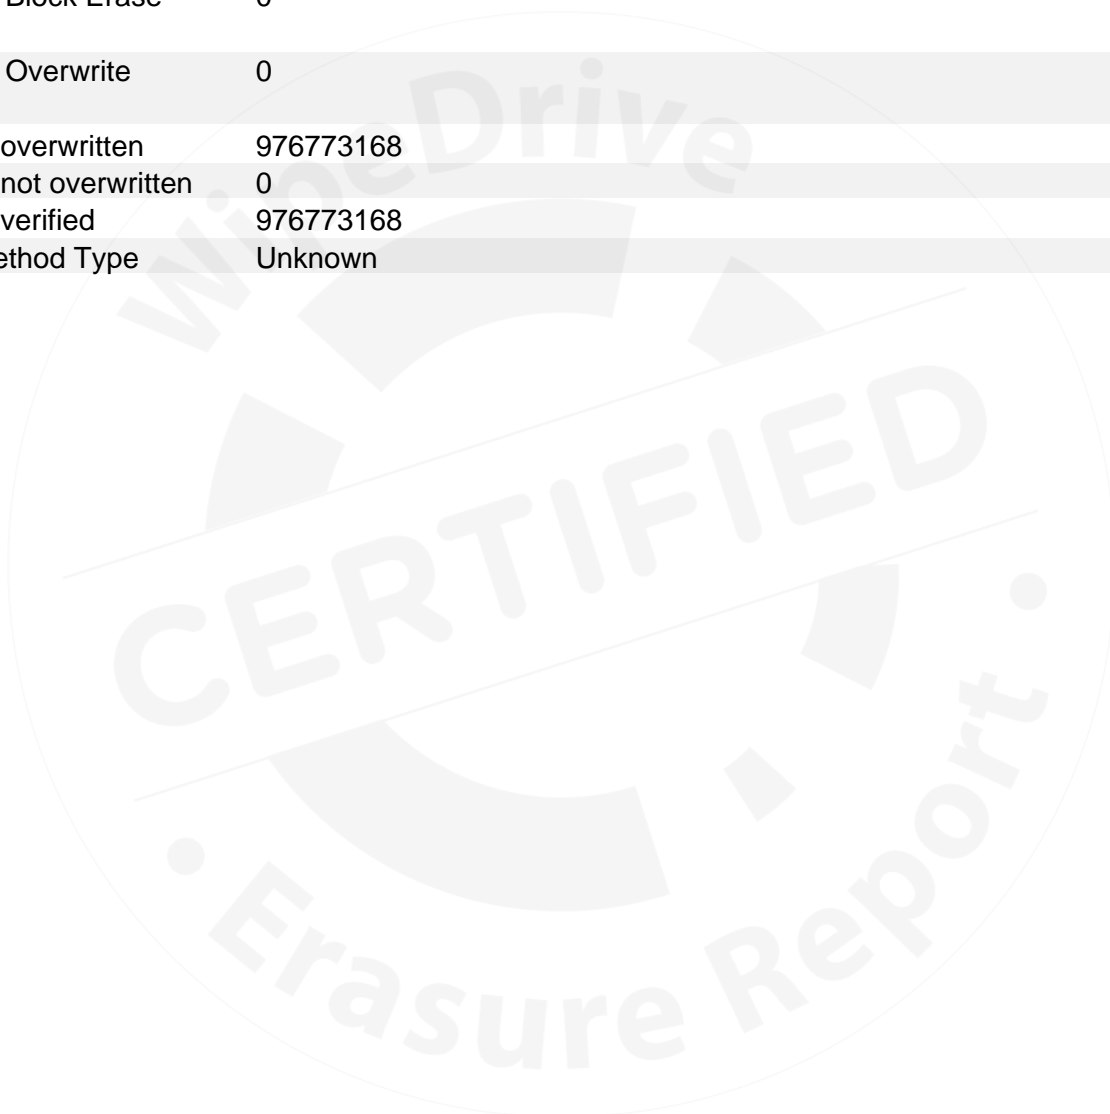 Block Erase 0
Overwrite 0
overwritten 976773168
not overwritten 0
verified 976773168
ethod Type Unknown
WipeDrive
CERTIFIED
• Erasure Report •